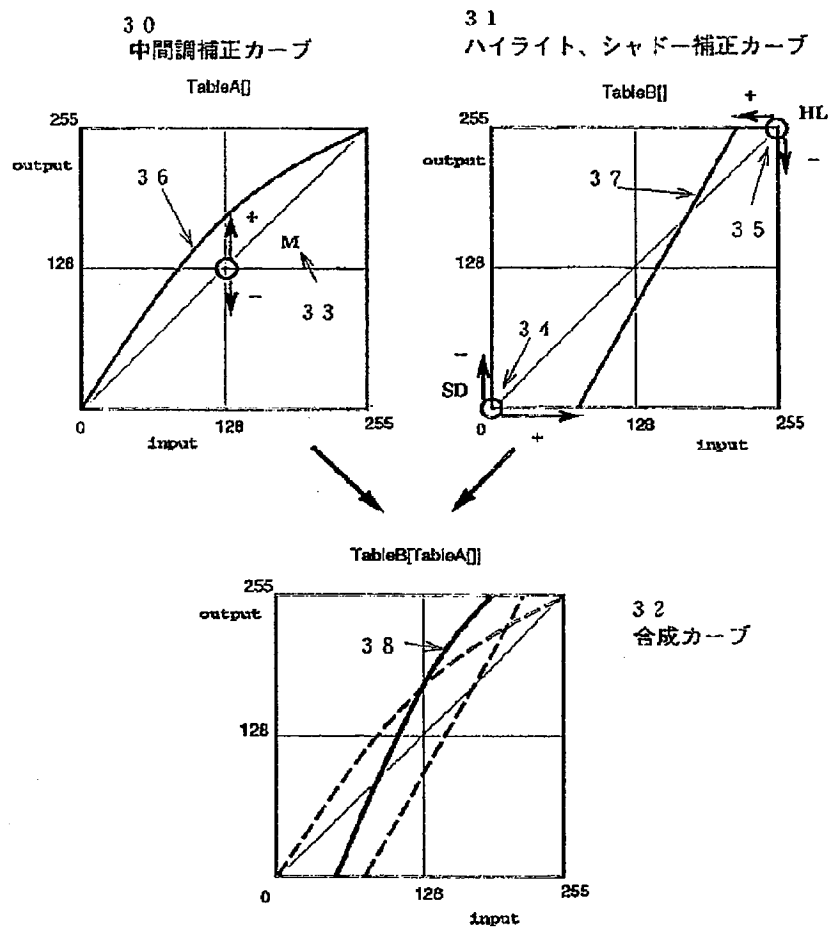 ３０
中間調補正カーブ
TableA[]
255
output
３６
+
M
128
-
３３
0
128
255
input
３１
ハイライト、シャドー補正カーブ
TableB[]
+
HL
255
output
３７
-
３５
128
３４
-
SD
0
+
128
255
input
TableB[TableA[]]
255
output
３８
３２
合成カーブ
128
0
128
255
input